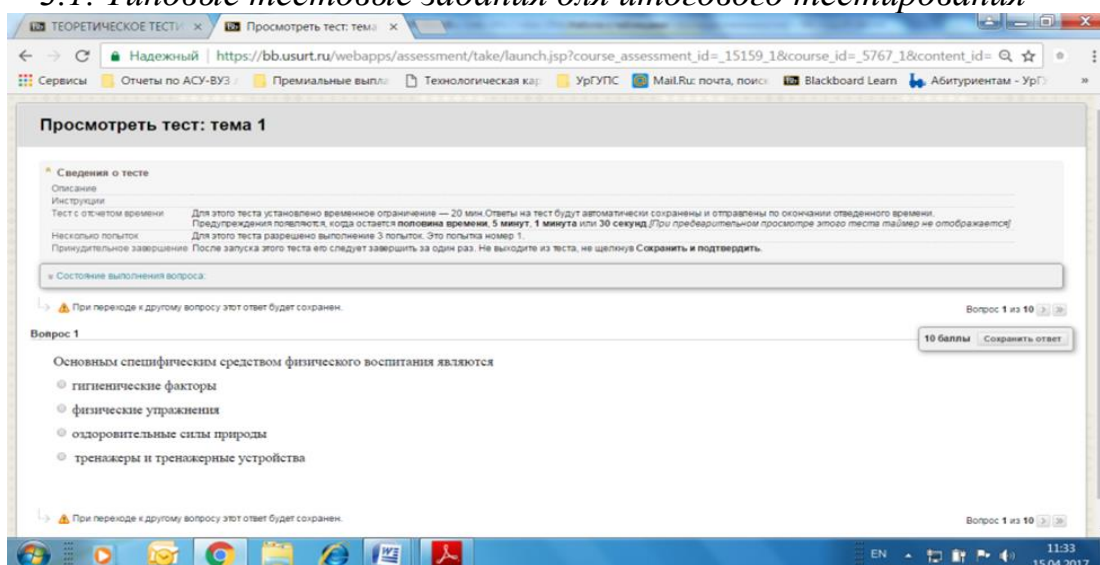 3.1. Типовые тестовые задания для итогового тестирования
ТЕОРЕТИЧЕСКОЕ ТЕСТИ Просмотреть тест: тема
Надежный https://bb.usurt.ru/webapps/assessment/take/launch.jsp?course_assessment_id=_15159_1&course_id=_5767_1&content_id=
Сервисы Отчеты по АСУ-ВУЗ / Премиальные выпла Технологическая кар УрГУПС Mail.Ru: почта, поиск Blackboard Learn Абитуриентам - УрГ »
Просмотреть тест: тема 1
Сведения о тесте
Описание
Инструкции
Тест с отсчетом времени Для этого теста установлено временное ограничение — 20 мин.Ответы на тест будут автоматически сохранены и отправлены по окончании отведенного времени.
Предупреждения появляются, когда остается половина времени, 5 минут, 1 минута или 30 секунд.[При предварительном просмотре этого теста таймер не отображается]
Несколько попыток Для этого теста разрешено выполнение 3 попыток. Это попытка номер 1.
Принудительное завершение После запуска этого теста его следует завершить за один раз. Не выходите из теста, не щелкнув Сохранить и подтвердить.
Состояние выполнения вопроса:
При переходе к другому вопросу этот ответ будет сохранен. Вопрос 1 из 10 > »
Вопрос 1 10 баллы Сохранить ответ
Основным специфическим средством физического воспитания являются
гигиенические факторы
физические упражнения
оздоровительные силы природы
тренажеры и тренажерные устройства
При переходе к другому вопросу этот ответ будет сохранен. Вопрос 1 из 10 > »
EN 11:33
15.04.2017